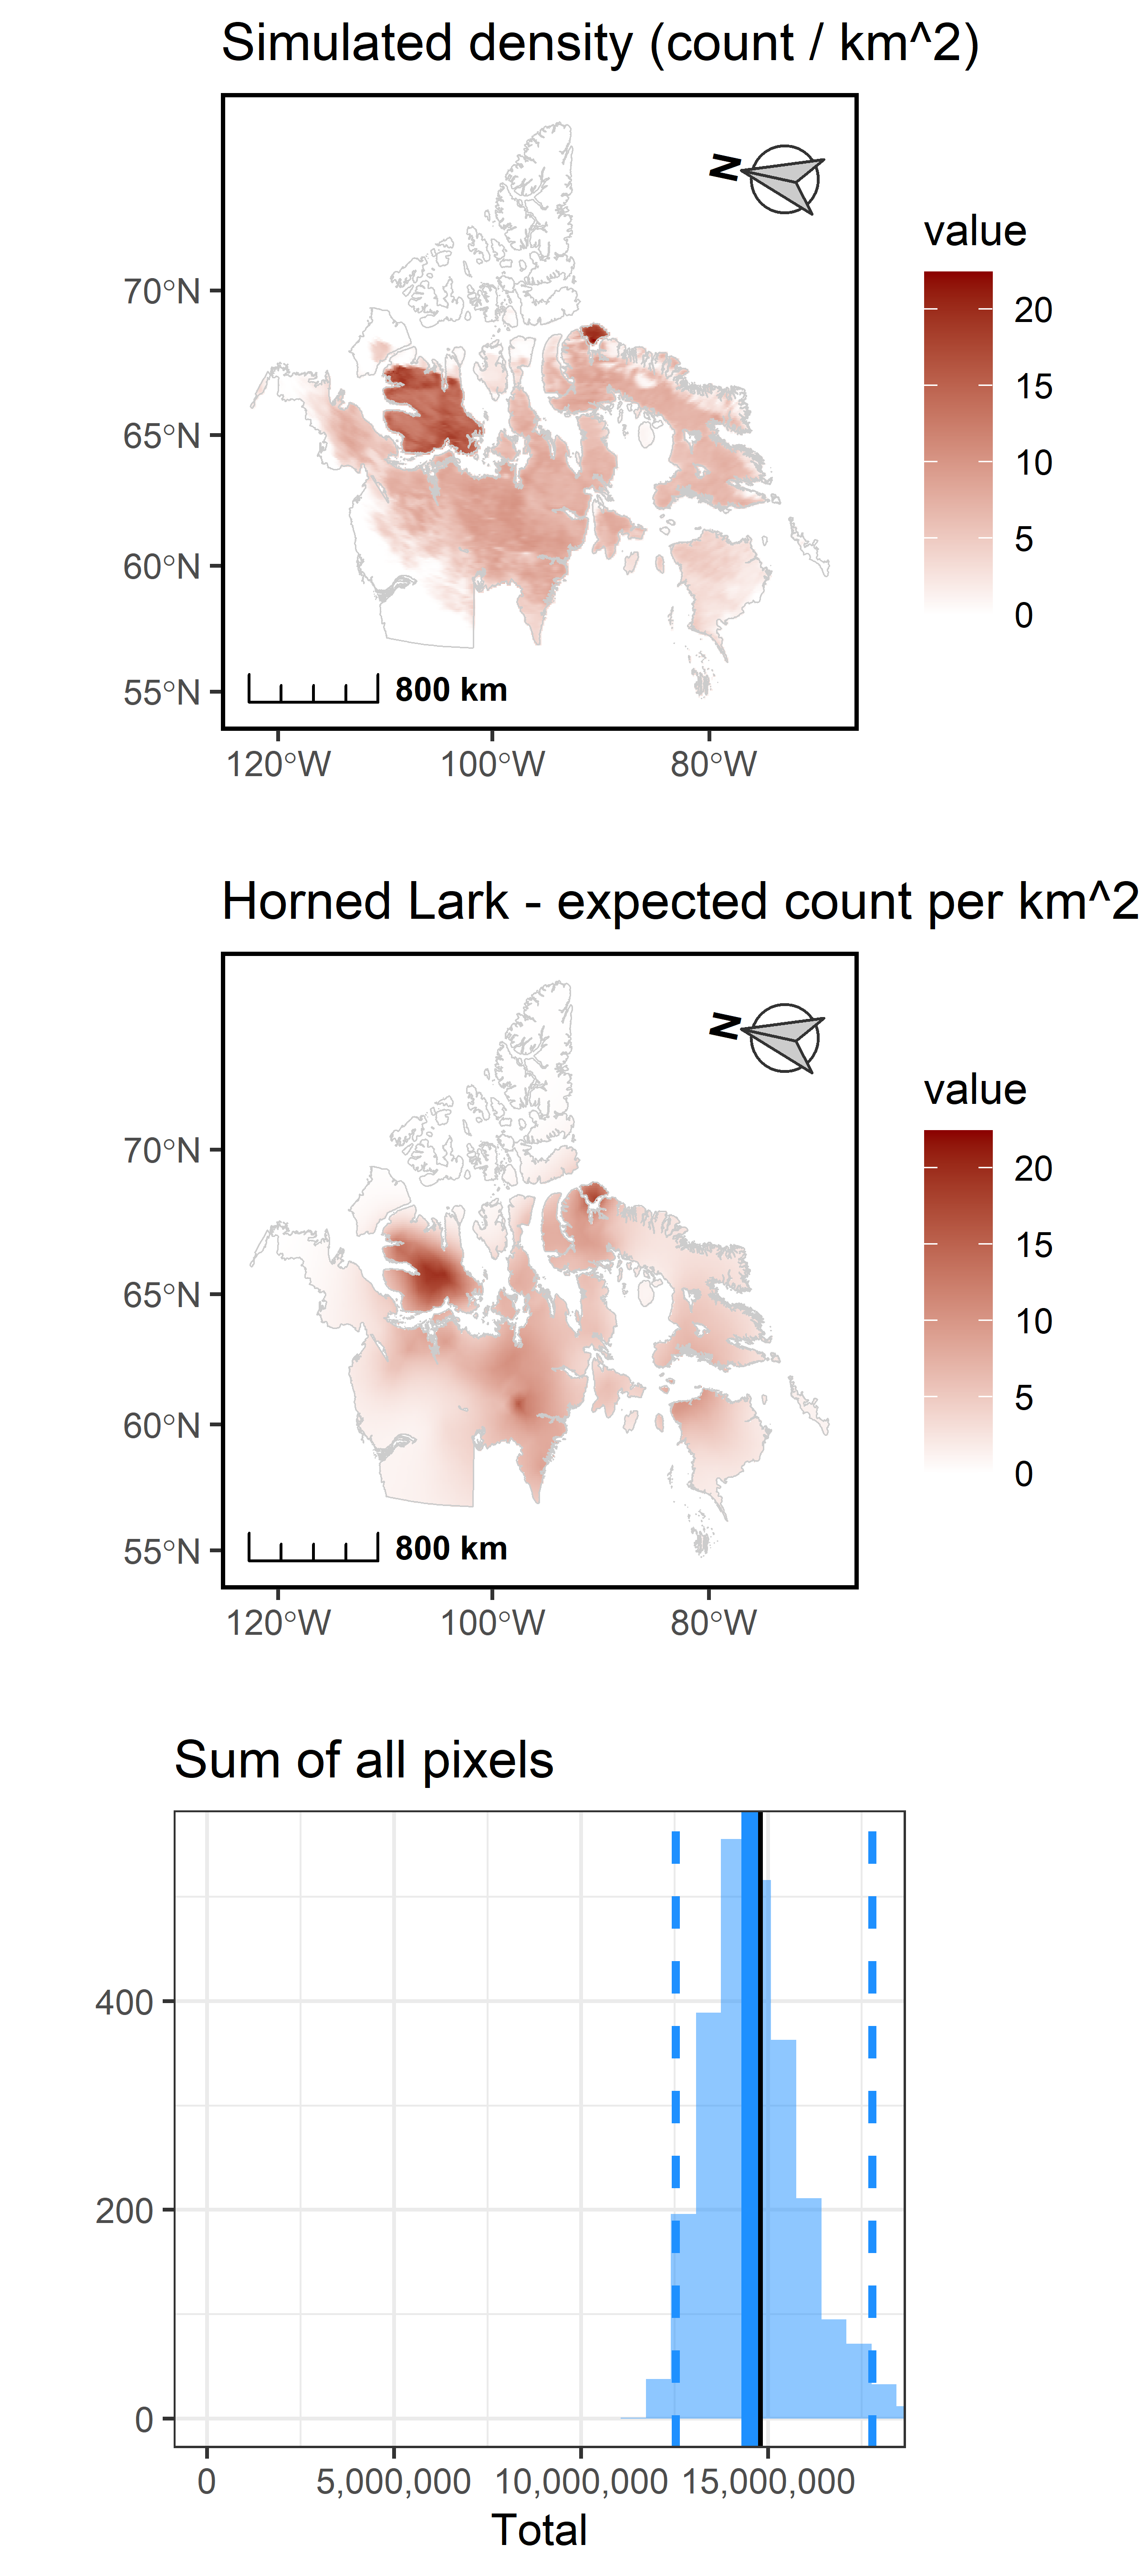 Simulated density (count / km^2)
N
value
20
15
10
5
0
70°N
65°N
60°N
55°N
800 km
120°W 100°W 80°W
Horned Lark - expected count per km^2
N
value
20
15
10
5
0
70°N
65°N
60°N
55°N
800 km
120°W 100°W 80°W
Sum of all pixels
400
200
0
0 5,000,000 10,000,000 15,000,000
Total